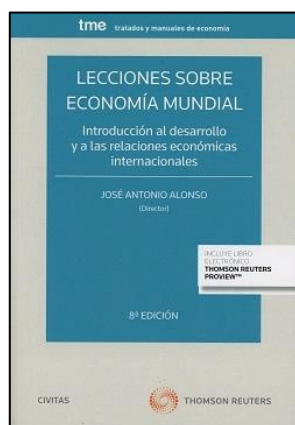 tme tratados y manuales de economía
LECCIONES SOBRE
ECONOMÍA MUNDIAL
Introducción al desarrollo
y a las relaciones económicas
internacionales
JOSÉ ANTONIO ALONSO
(Director)
INCLUYE LIBRO
ELECTRÓNICO
THOMSON REUTERS
PROVIEW™
8ª EDICIÓN
CIVITAS
THOMSON REUTERS